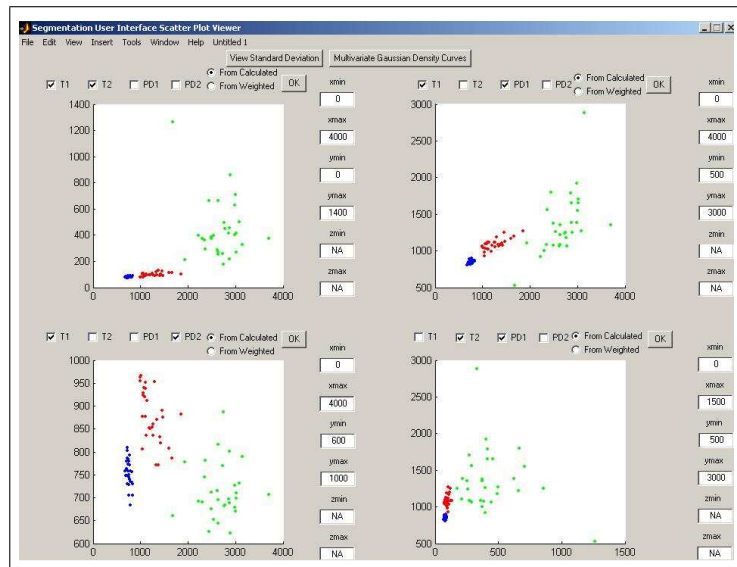 Segmentation User Interface Scatter Plot Viewer
File Edit View Insert Tools Window Help Untitled 1
View Standard Deviation Multivariate Gaussian Density Curves
T1 T2 PD1 PD2 From Calculated From Weighted OK
1400
1200
1000
800
600
400
200
0
0 1000 2000 3000 4000
xmin
0
xmax
4000
ymin
0
ymax
1400
zmin
NA
zmax
NA
T1 T2 PD1 PD2 From Calculated From Weighted OK
3000
2500
2000
1500
1000
500
0 1000 2000 3000 4000
xmin
0
xmax
4000
ymin
500
ymax
3000
zmin
NA
zmax
NA
T1 T2 PD1 PD2 From Calculated From Weighted OK
1000
950
900
850
800
750
700
650
600
0 1000 2000 3000 4000
xmin
0
xmax
4000
ymin
600
ymax
1000
zmin
NA
zmax
NA
T1 T2 PD1 PD2 From Calculated From Weighted OK
3000
2500
2000
1500
1000
500
0 500 1000 1500
xmin
0
xmax
1500
ymin
500
ymax
3000
zmin
NA
zmax
NA